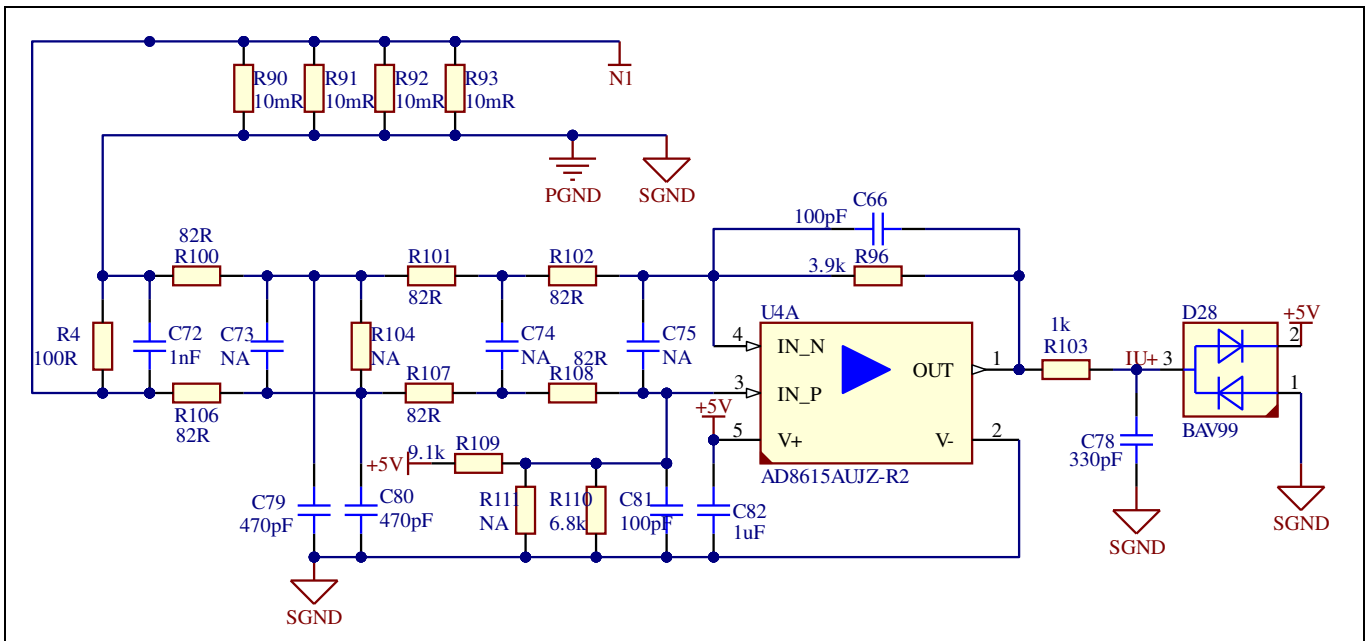 R90
10mR
R91
10mR
R92
10mR
R93
10mR
N1
PGND
SGND
C66
100pF
R96
3.9k
82R
R100
R101
82R
R102
82R
R4
100R
C72
1nF
C73
NA
R104
NA
C74
NA
C75
NA
R106
82R
R107
82R
82R
R108
U4A
4
IN_N
3
IN_P
OUT
1
5
V+
V-
2
AD8615AUJZ-R2
+5V
+5V
9.1k
R109
R111
NA
R110
6.8k
C81
100pF
C82
1uF
C79
470pF
C80
470pF
SGND
1k
R103
IU+
3
D28
+5V
2
1
BAV99
C78
330pF
SGND
SGND